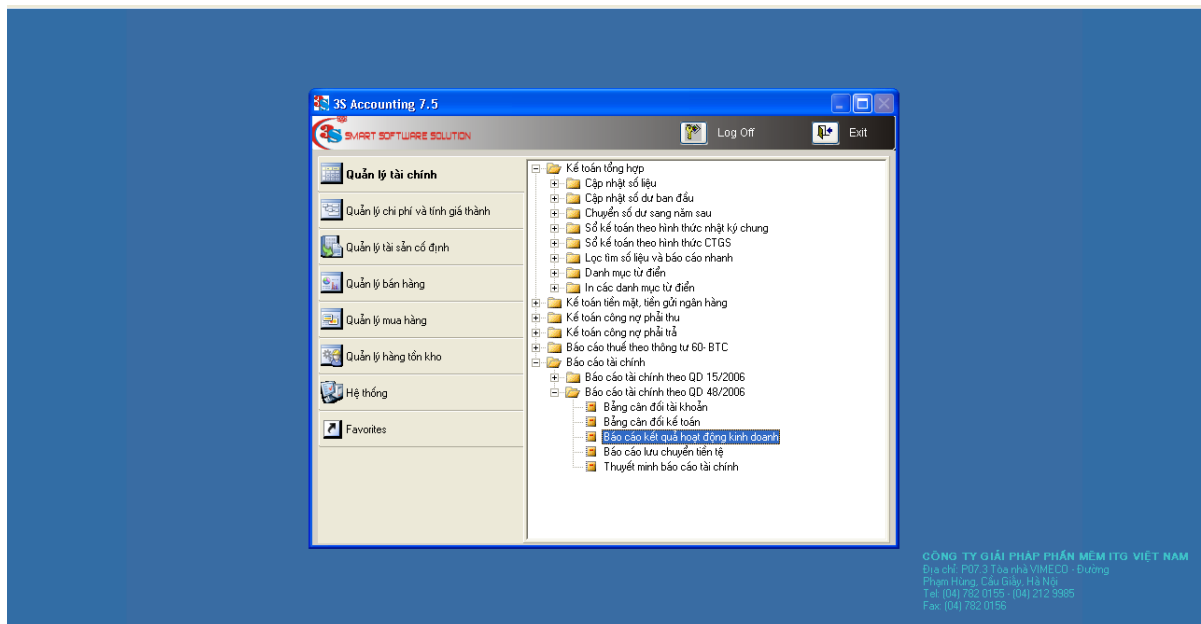 3S Accounting 7.5
3S SMART SOFTWARE SOLUTION
Log Off
Exit
Quản lý tài chính
Quản lý chi phí và tính giá thành
Quản lý tài sản cố định
Quản lý bán hàng
Quản lý mua hàng
Quản lý hàng tồn kho
Hệ thống
Favorites
Kế toán tổng hợp
Cập nhật số liệu
Cập nhật số dư ban đầu
Chuyển số dư sang năm sau
Sổ kế toán theo hình thức nhật ký chung
Sổ kế toán theo hình thức CTGS
Lọc tìm số liệu và báo cáo nhanh
Danh mục từ điển
In các danh mục từ điển
Kế toán tiền mặt, tiền gửi ngân hàng
Kế toán công nợ phải thu
Kế toán công nợ phải trả
Báo cáo thuế theo thông tư 60- BTC
Báo cáo tài chính
Báo cáo tài chính theo QD 15/2006
Báo cáo tài chính theo QD 48/2006
Bảng cân đối tài khoản
Bảng cân đối kế toán
Báo cáo kết quả hoạt động kinh doanh
Báo cáo lưu chuyển tiền tệ
Thuyết minh báo cáo tài chính
CÔNG TY GIẢI PHÁP PHẦN MỀM ITG VIỆT NAM
Địa chỉ: P07.3 Tòa nhà VIMECO - Đường
Phạm Hùng, Cầu Giấy, Hà Nội
Tel: (04) 782 0155 - (04) 212 9985
Fax: (04) 782 0156